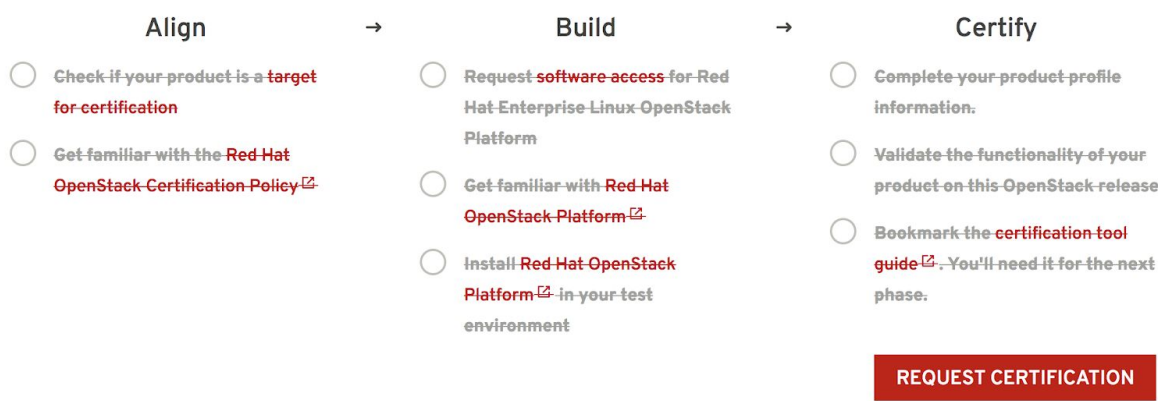 Align → Build → Certify
Check if your product is a target
for certification
Get familiar with the Red Hat
OpenStack Certification Policy
Request software access for Red
Hat Enterprise Linux OpenStack
Platform
Get familiar with Red Hat
OpenStack Platform
Install Red Hat OpenStack
Platform in your test
environment
Complete your product profile
information.
Validate the functionality of your
product on this OpenStack release
Bookmark the certification tool
guide . You'll need it for the next
phase.
REQUEST CERTIFICATION